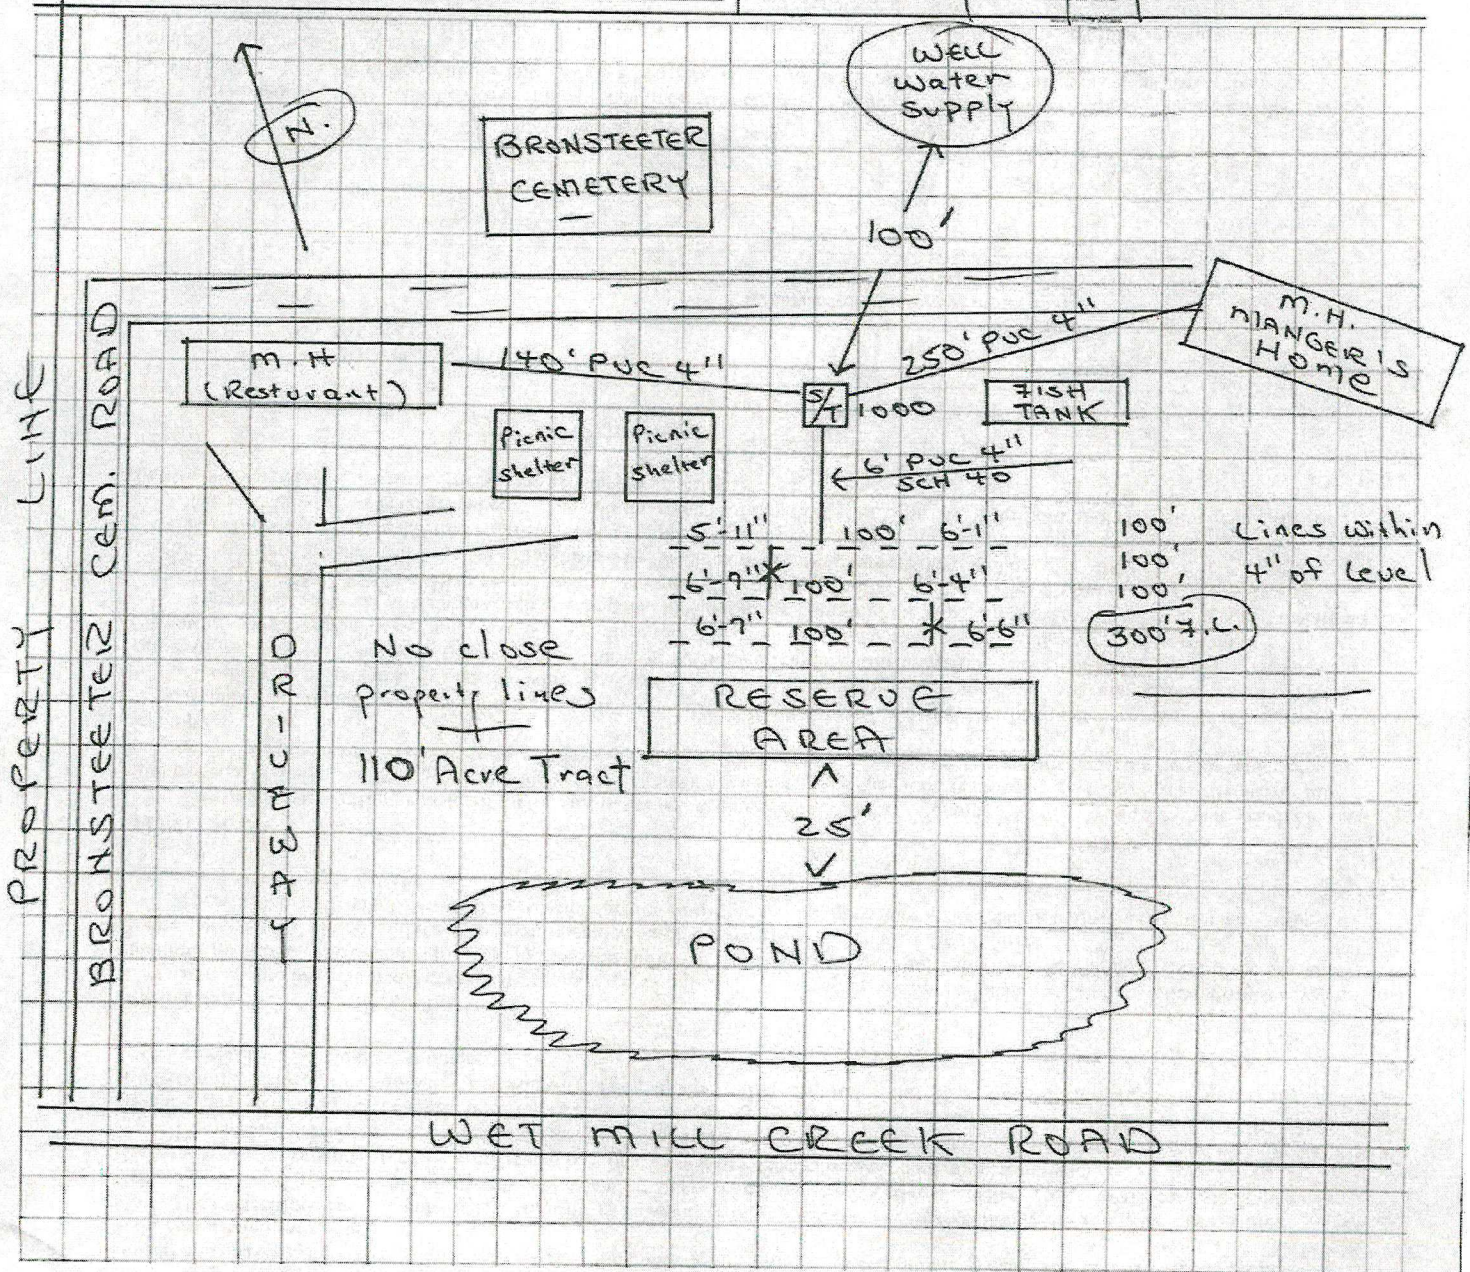 WELL
Water
Supply
N.
BRONSTEETER
CEMETERY
100'
M.H.
MANGER'S
Home
M.H
(Resturant)
140' PVC 4"
250' PVC 4"
S/T 1000
FISH
TANK
Picnic
shelter
Picnic
shelter
6' PVC 4"
SCH 40
5'-11" 100' 6'-1"
6'-7" 100' 6'-4"
6'-7" 100' 6'-6"
100'
100'
100'
300' F.L.
Lines within
4" of Level
No close
property lines
110' Acre Tract
RESERVE
AREA
25'
POND
DRIVEWAY
PROPERTY LINE
BRONSTEETER Cem. ROAD
WET MILL CREEK ROAD